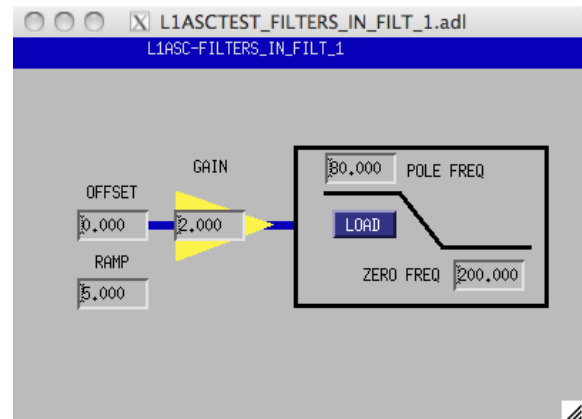 L1ASCTEST_FILTERS_IN_FILT_1.adl
L1ASC-FILTERS_IN_FILT_1
GAIN
80.000 POLE FREQ
OFFSET
0.000
2.000
LOAD
RAMP
ZERO FREQ 200.000
5.000